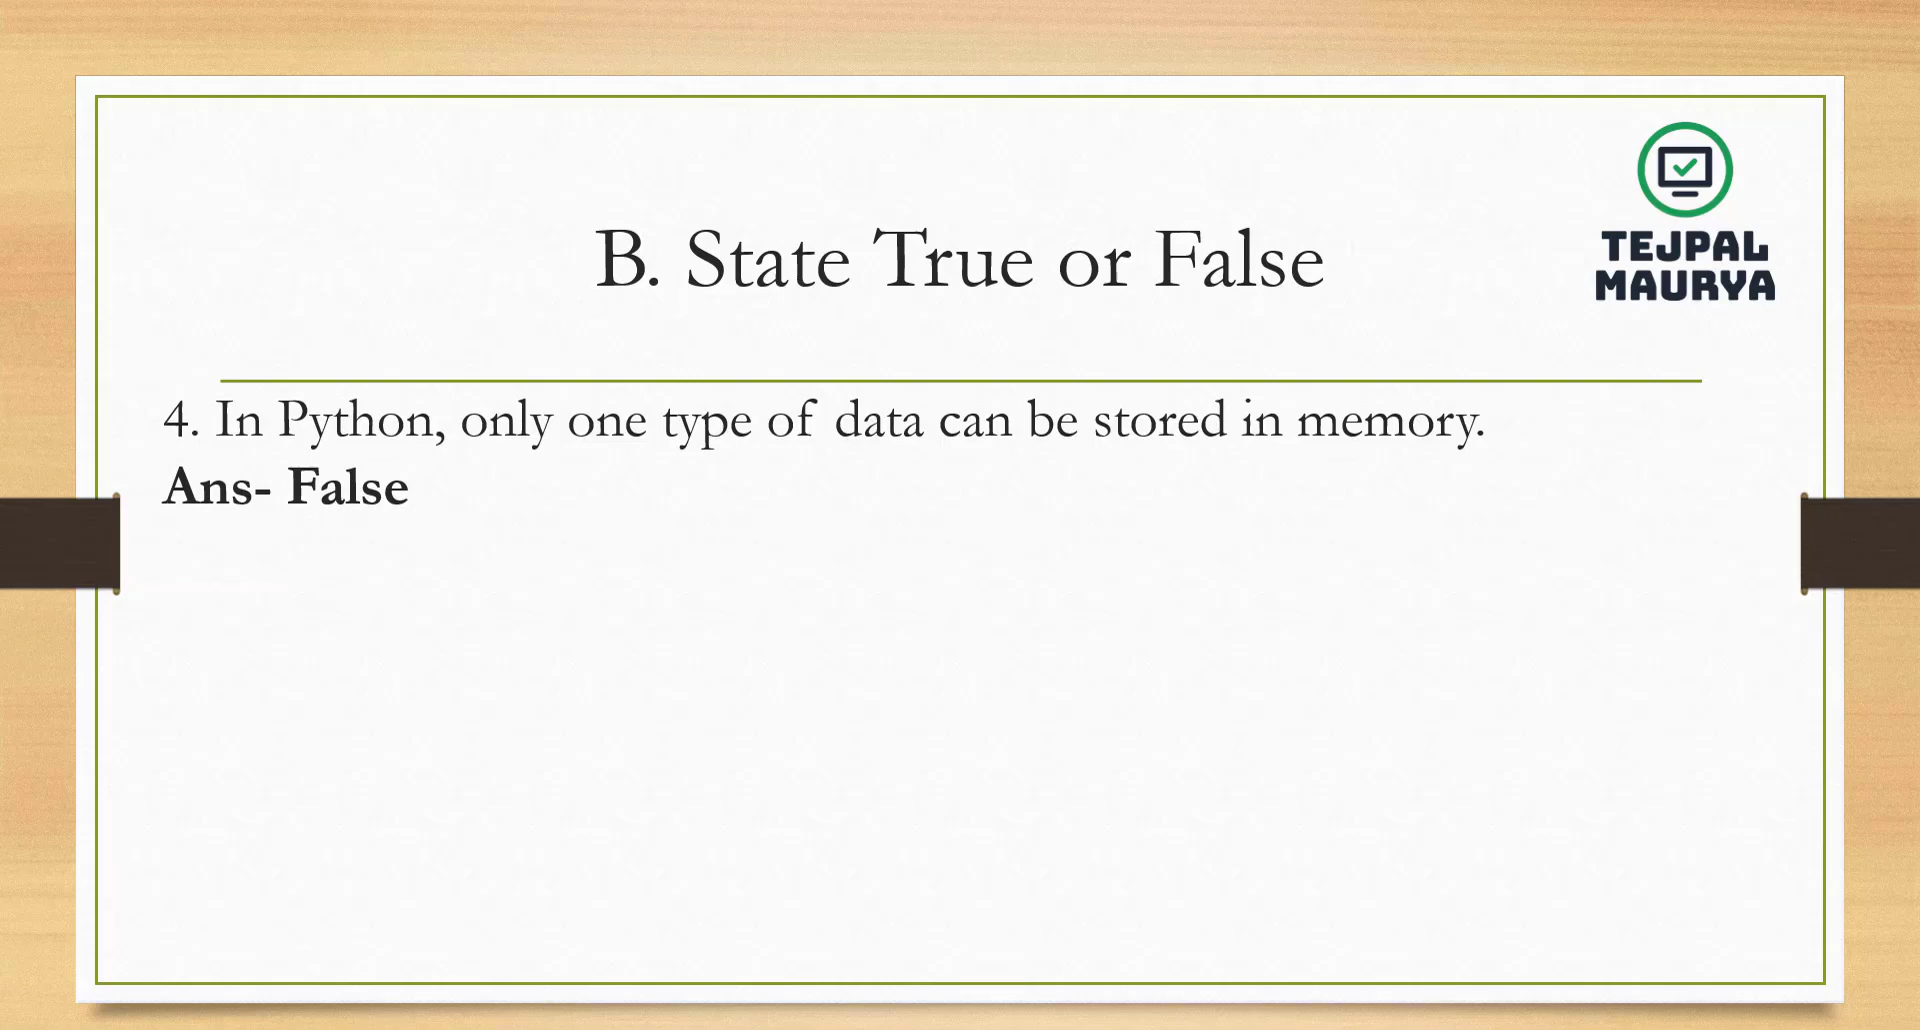 TEJPAL
MAURYA
B. State True or False
4. In Python, only one type of data can be stored in memory.
Ans- False